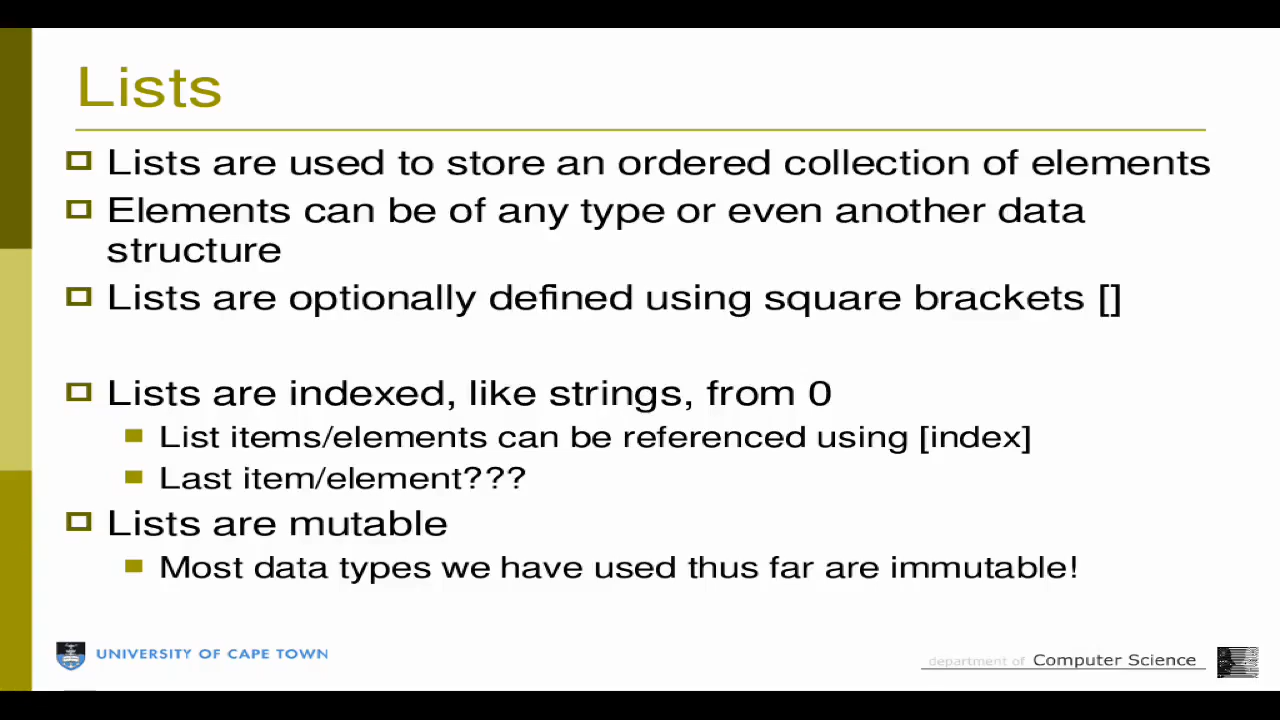 Lists
Lists are used to store an ordered collection of elements
Elements can be of any type or even another data
structure
Lists are optionally defined using square brackets []
Lists are indexed, like strings, from 0
List items/elements can be referenced using [index]
Last item/element???
Lists are mutable
Most data types we have used thus far are immutable!
UNIVERSITY OF CAPE TOWN
department of Computer Science